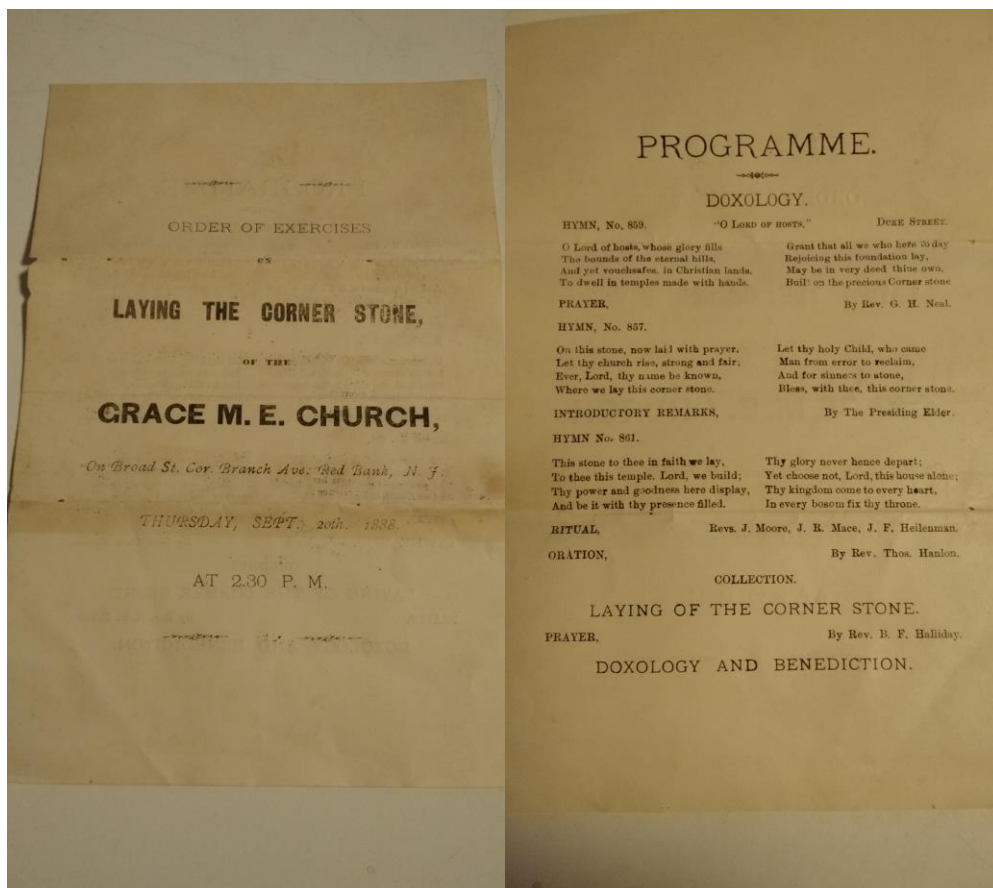 ORDER OF EXERCISES
ON
LAYING THE CORNER STONE,
OF THE
GRACE M. E. CHURCH,
On Broad St. Cor. Branch Ave. Red Bank, N. J.
THURSDAY, SEPT. 20th. 1888.
AT 2.30 P. M.
PROGRAMME.
DOXOLOGY.
HYMN, No, 859. "O LORD OF HOSTS," DUKE STREET.
O Lord of hosts, whose glory fills
The bounds of the eternal hills,
And yet vouchsafes, in Christian lands,
To dwell in temples made with hands.
Grant that all we who here to day
Rejoicing this foundation lay,
May be in very deed thine own,
Built on the precious Corner stone
PRAYER, By Rev. G. H. Neal.
HYMN, No. 857.
On this stone, now laid with prayer,
Let thy church rise, strong and fair;
Ever, Lord, thy name be known,
Where we lay this corner stone.
Let thy holy Child, who came
Man from error to reclaim,
And for sinners to atone,
Bless, with thee, this corner stone.
INTRODUCTORY REMARKS, By The Presiding Elder.
HYMN No. 861.
This stone to thee in faith we lay,
To thee this temple, Lord, we build;
Thy power and goodness here display,
And be it with thy presence filled.
Thy glory never hence depart;
Yet choose not, Lord, this house alone;
Thy kingdom come to every heart,
In every bosom fix thy throne.
RITUAL, Revs. J. Moore, J. R. Mace, J. F. Heilenman.
ORATION, By Rev. Thos. Hanlon.
COLLECTION.
LAYING OF THE CORNER STONE.
PRAYER, By Rev. B. F. Halliday.
DOXOLOGY AND BENEDICTION.